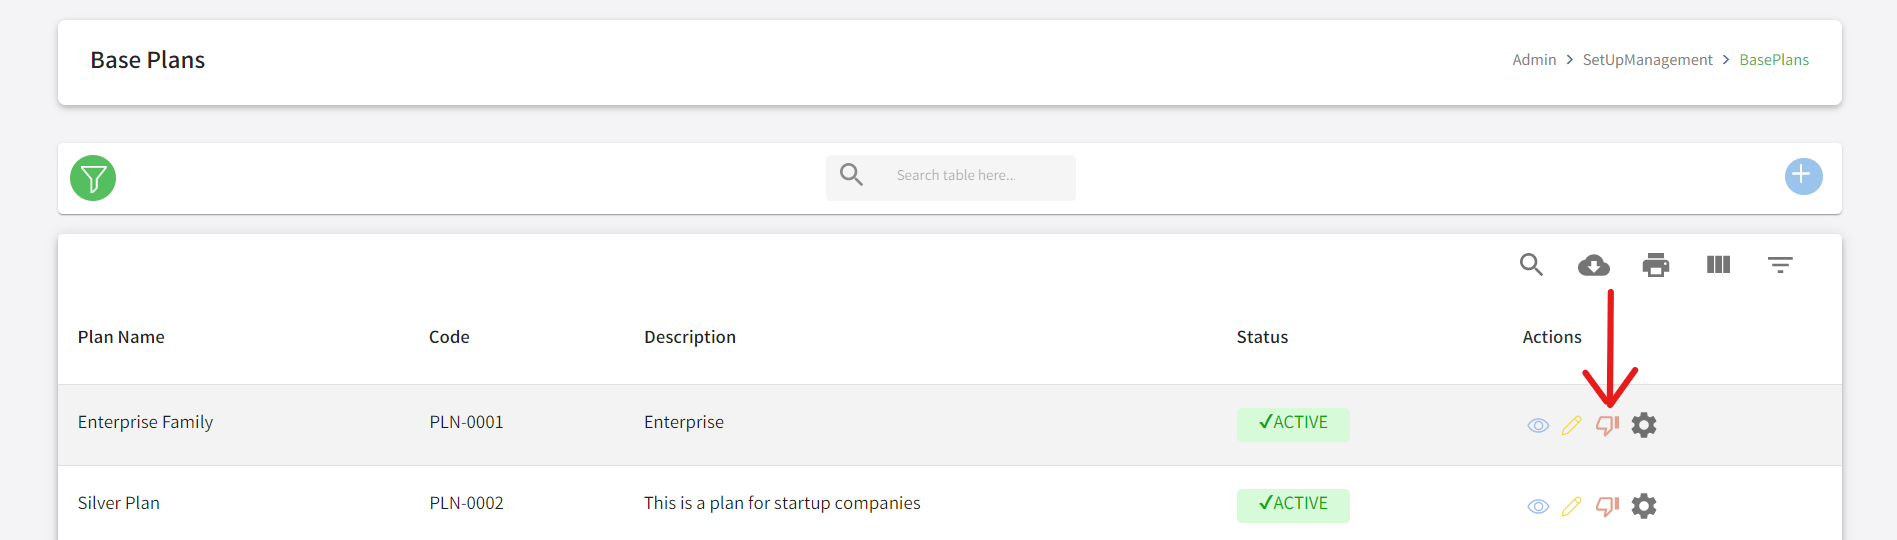 Base Plans
Admin > SetUpManagement > BasePlans
Search table here...
Plan Name Code Description Status Actions
Enterprise Family PLN-0001 Enterprise ✓ACTIVE
Silver Plan PLN-0002 This is a plan for startup companies ✓ACTIVE